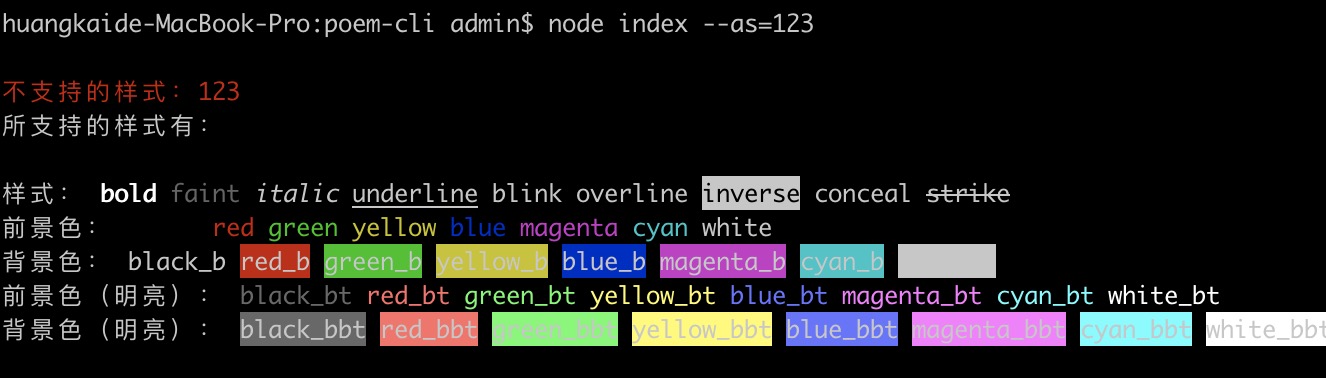 huangkaide-MacBook-Pro:poem-cli admin$ node index --as=123
不支持的样式：123
所支持的样式有：
样式： bold faint italic underline blink overline inverse conceal strike
前景色： red green yellow blue magenta cyan white
背景色： black_b red_b green_b yellow_b blue_b magenta_b cyan_b
前景色（明亮）： black_bt red_bt green_bt yellow_bt blue_bt magenta_bt cyan_bt white_bt
背景色（明亮）： black_bbt red_bbt green_bbt yellow_bbt blue_bbt magenta_bbt cyan_bbt white_bbt